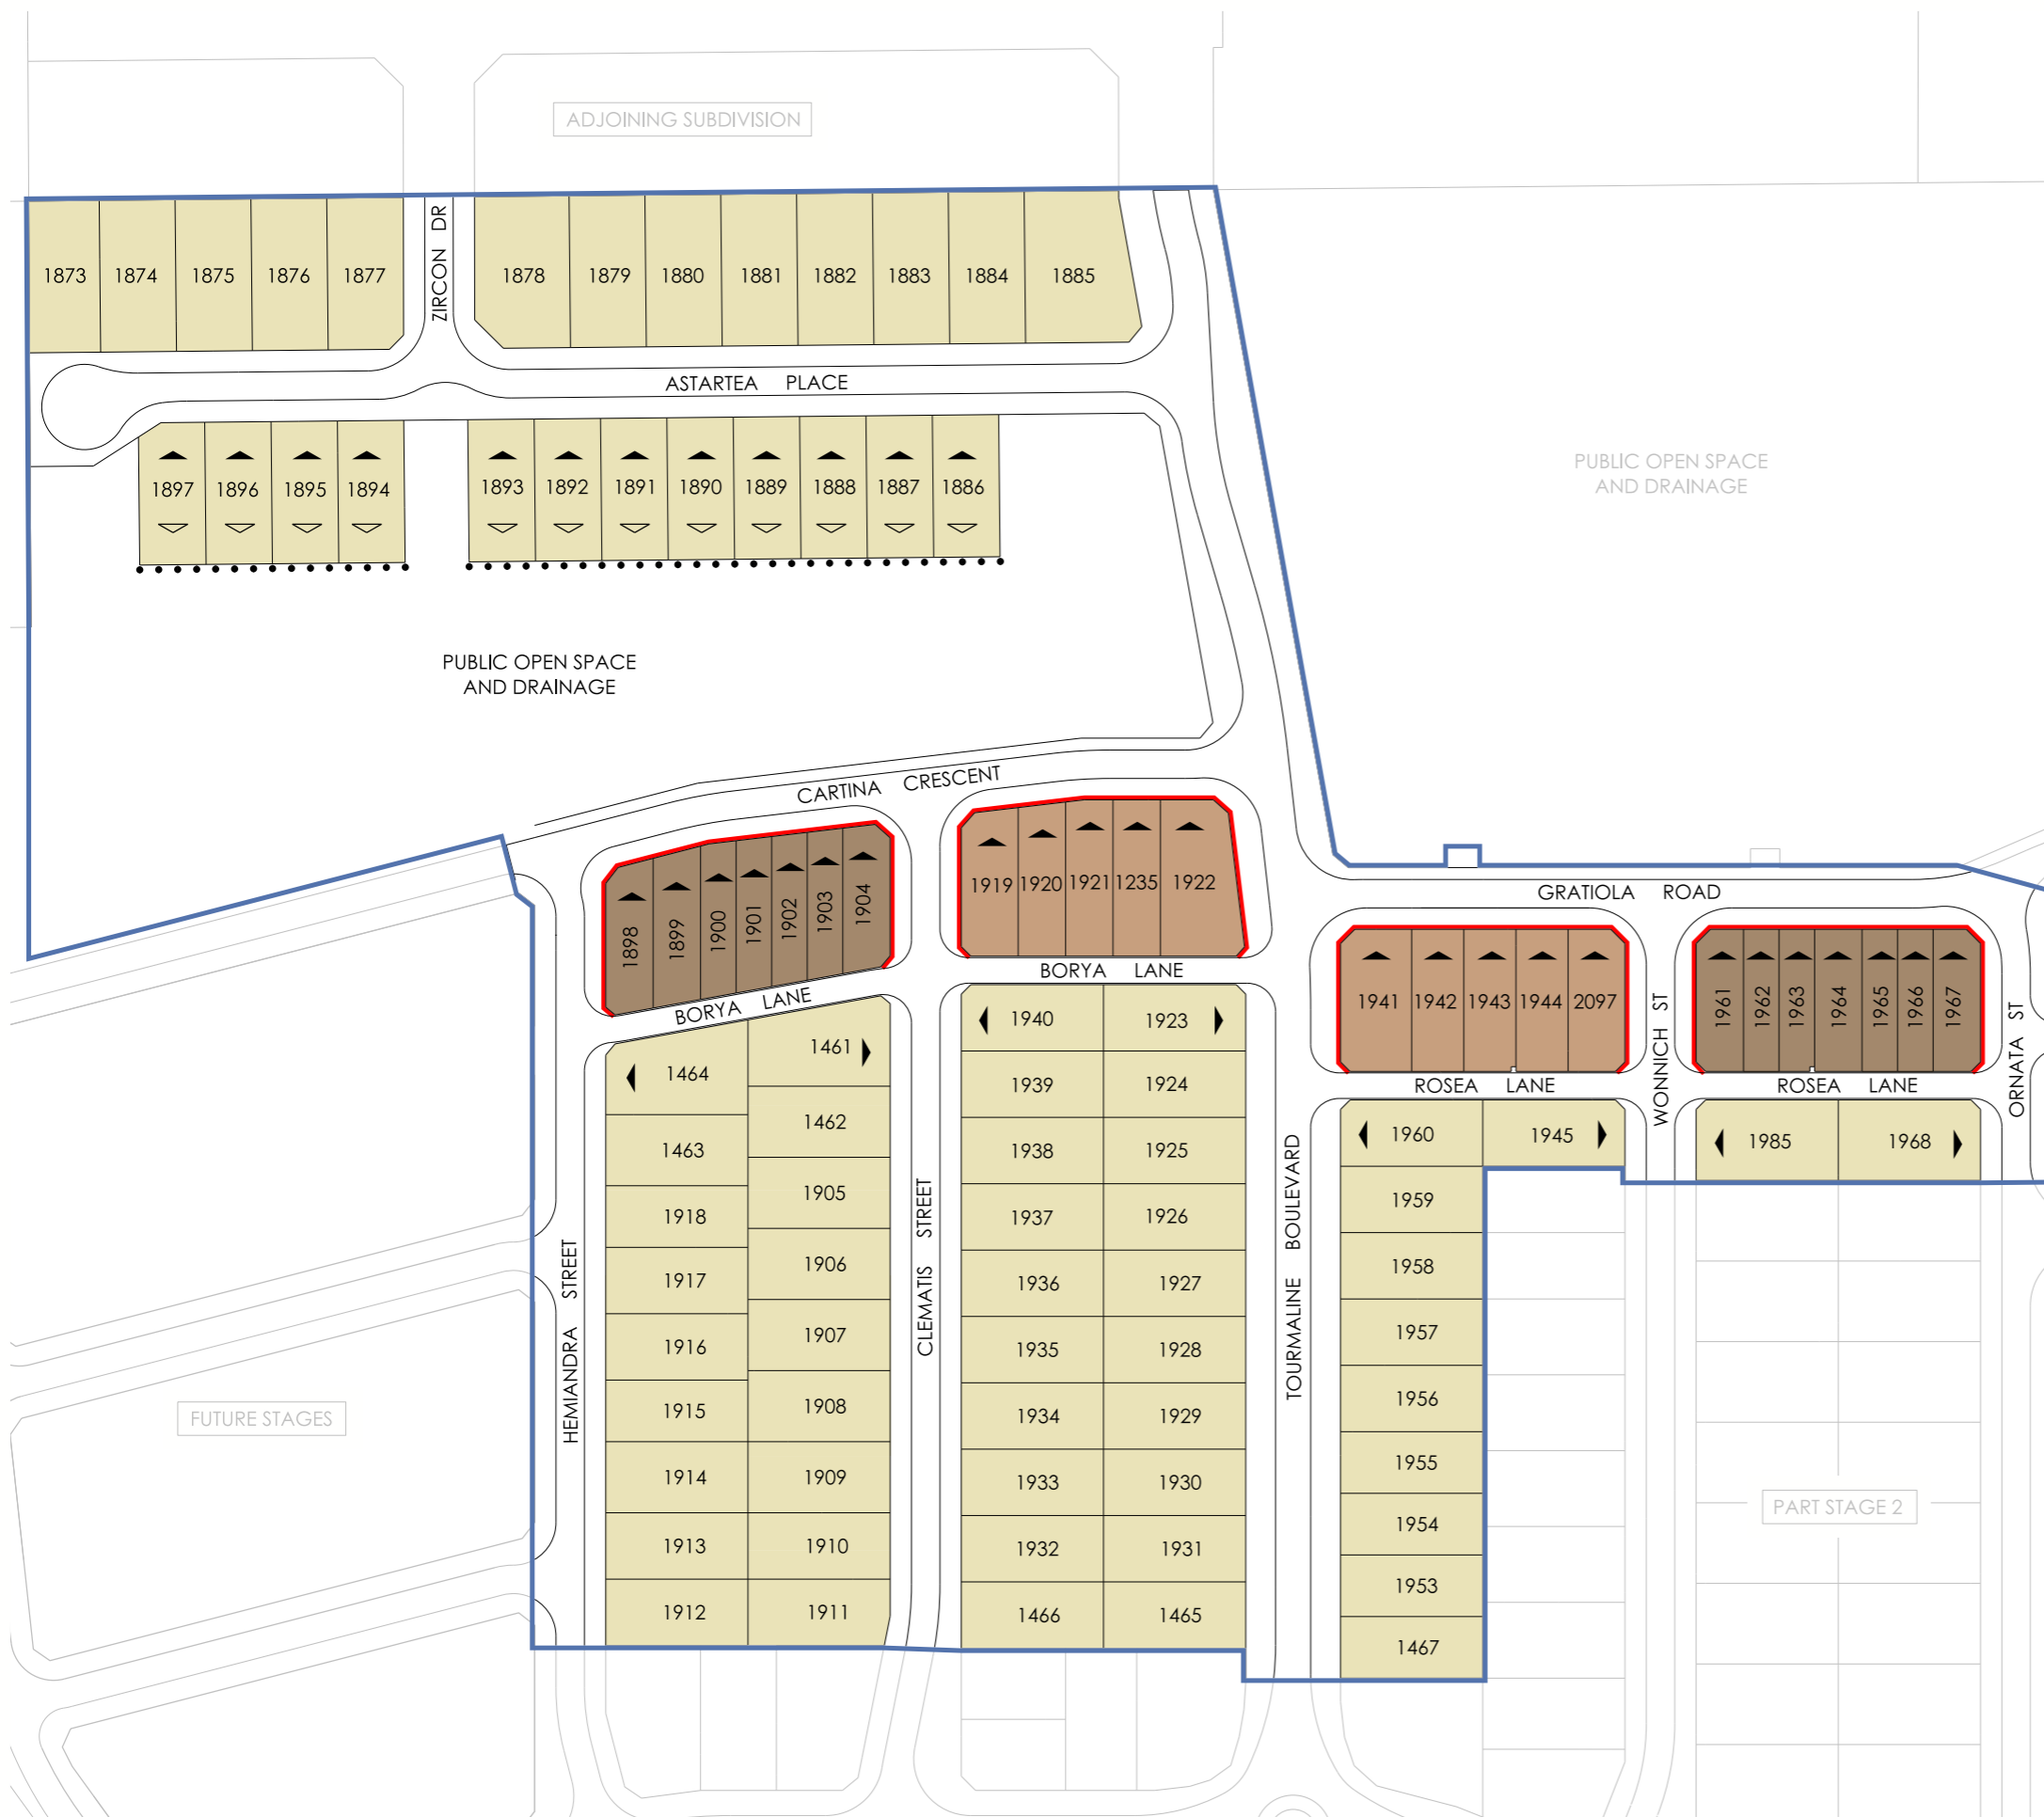 ADJOINING SUBDIVISION
1873 1874 1875 1876 1877
ZIRCON DR
1878 1879 1880 1881 1882 1883 1884 1885
ASTARTEA PLACE
1897 1896 1895 1894
1893 1892 1891 1890 1889 1888 1887 1886
PUBLIC OPEN SPACE
AND DRAINAGE
PUBLIC OPEN SPACE
AND DRAINAGE
CARTINA CRESCENT
1898 1899 1900 1901 1902 1903 1904
1919 1920 1921 1235 1922
GRATIOLA ROAD
BORYA LANE
BORYA LANE
1941 1942 1943 1944 2097
WONNICH ST
1961 1962 1963 1964 1965 1966 1967
ORNATA ST
ROSEA LANE
ROSEA LANE
HEMIANDRA STREET
1464 1461
1463 1462
1918 1905
1917 1906
1916 1907
1915 1908
1914 1909
1913 1910
1912 1911
CLEMATIS STREET
1940 1923
1939 1924
1938 1925
1937 1926
1936 1927
1935 1928
1934 1929
1933 1930
1932 1931
1466 1465
TOURMALINE BOULEVARD
1960 1945
1959
1958
1957
1956
1955
1954
1953
1467
1985 1968
FUTURE STAGES
PART STAGE 2